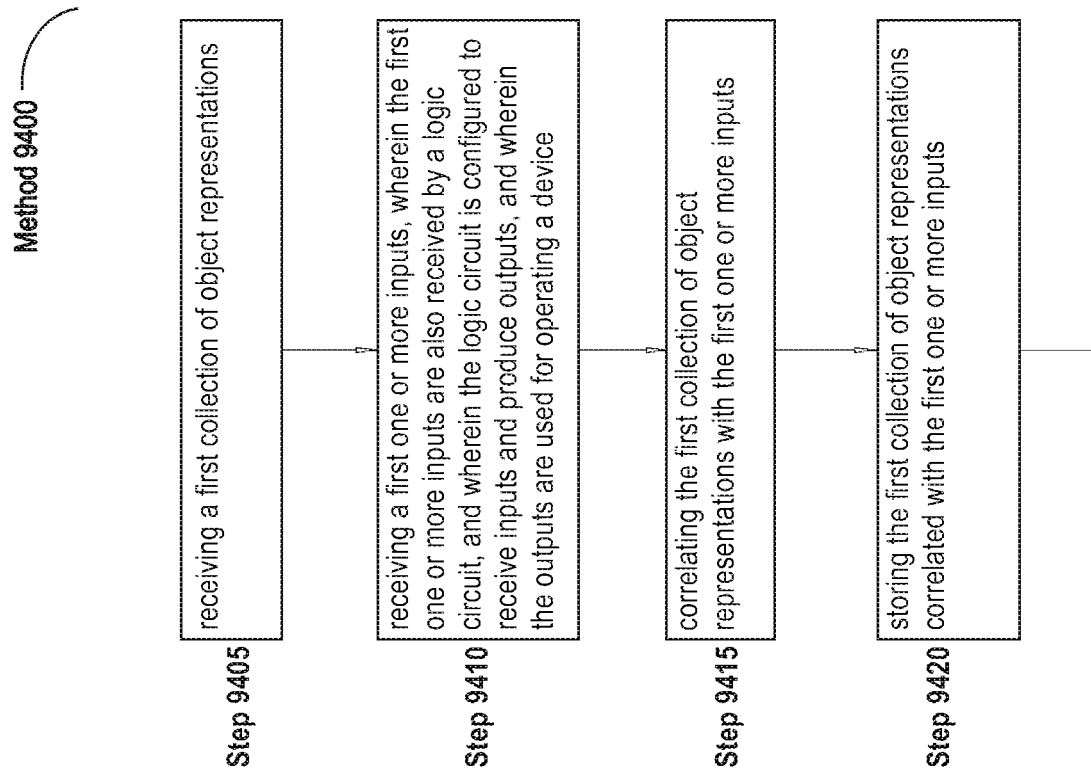 Method 9400
Step 9405
receiving a first collection of object representations
Step 9410
receiving a first one or more inputs, wherein the first
one or more inputs are also received by a logic
circuit, and wherein the logic circuit is configured to
receive inputs and produce outputs, and wherein
the outputs are used for operating a device
Step 9415
correlating the first collection of object
representations with the first one or more inputs
Step 9420
storing the first collection of object representations
correlated with the first one or more inputs